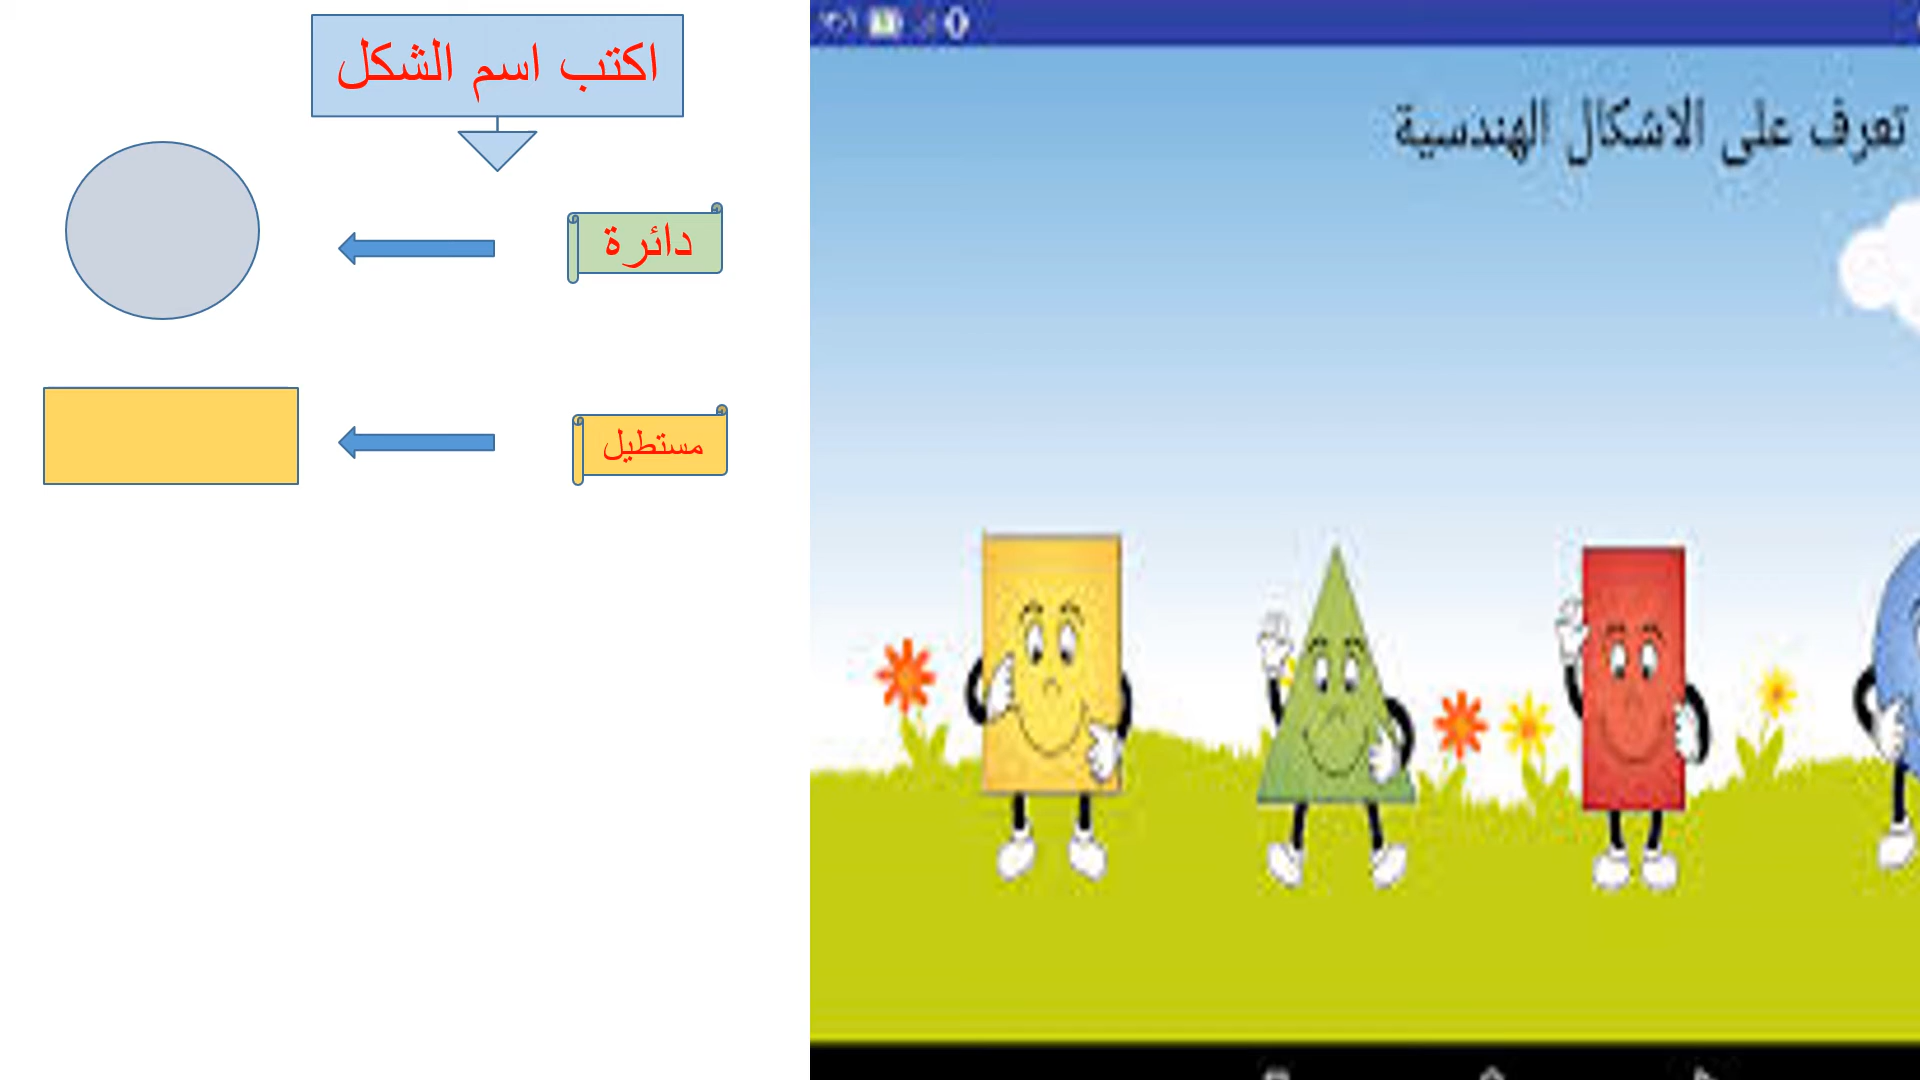 اكتب اسم الشكل
دائرة
مستطيل
تعرف على الاشكال الهندسية